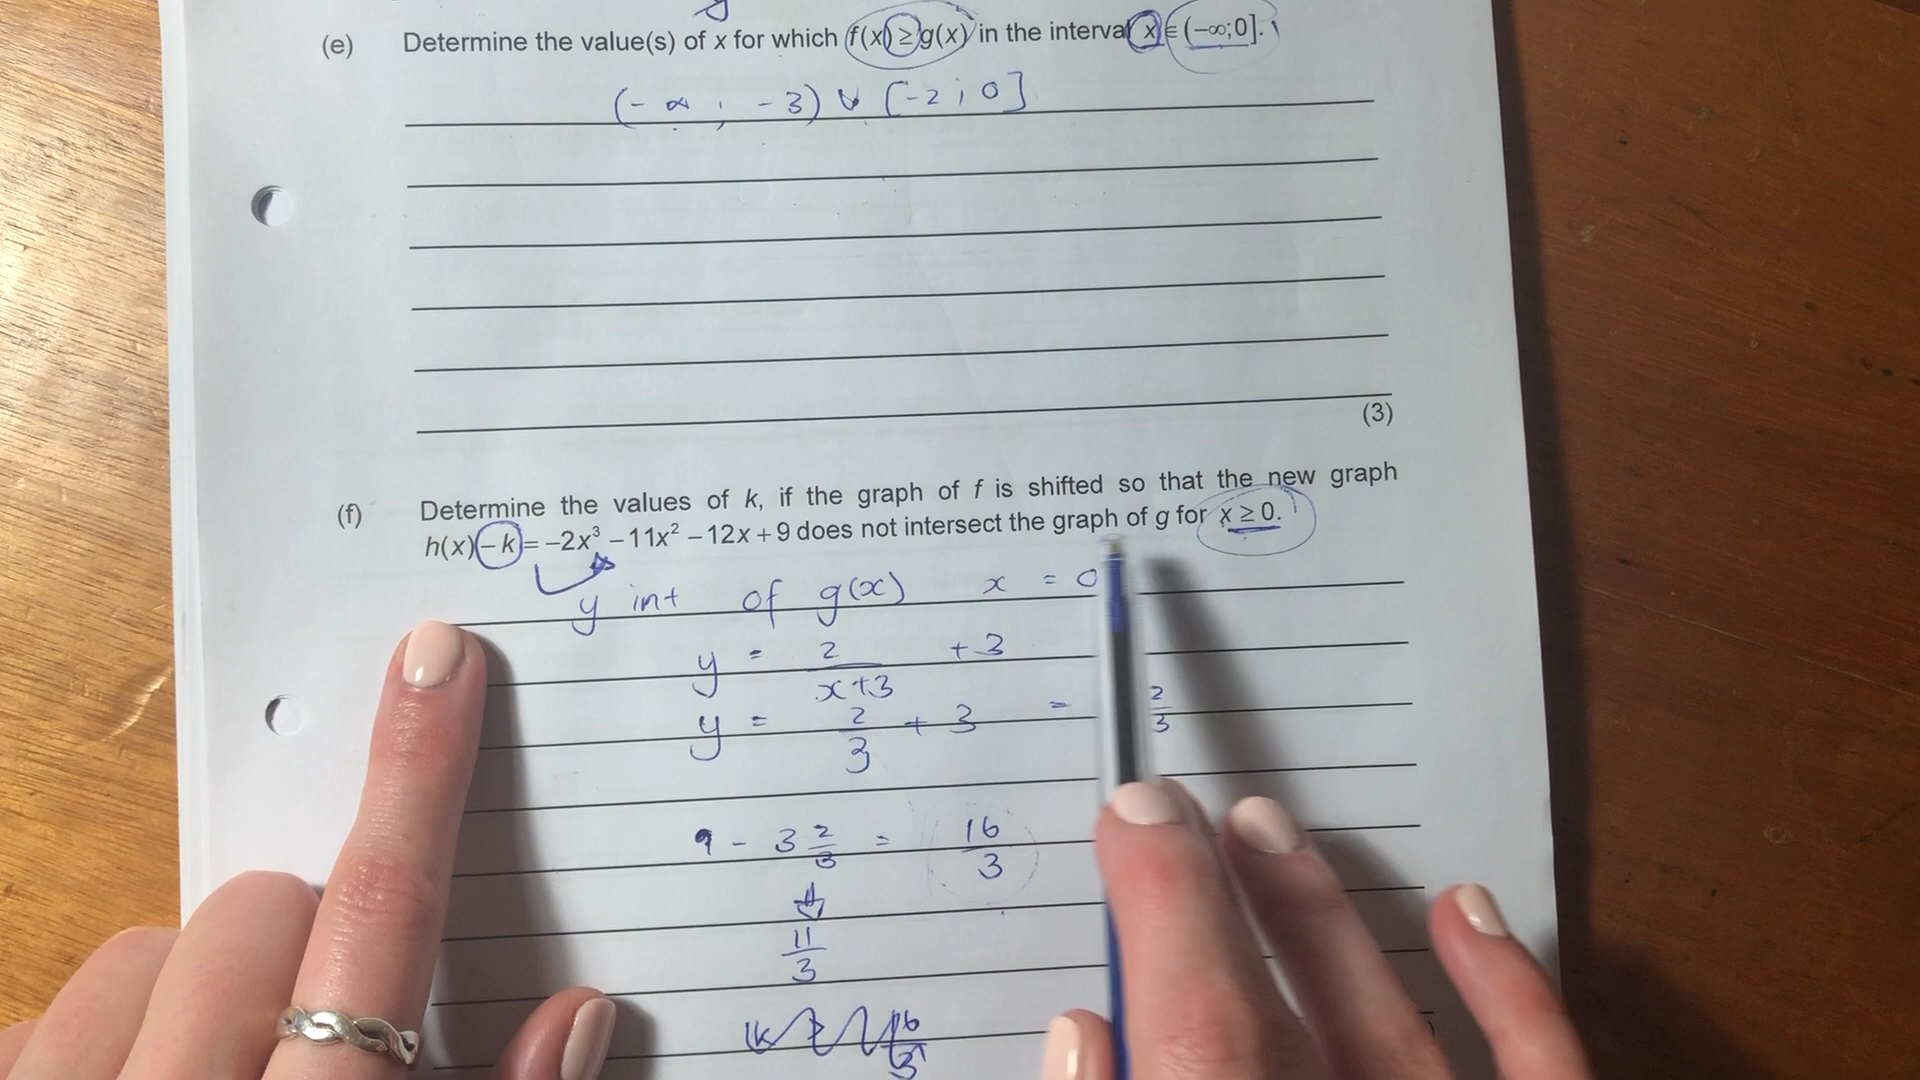 (e) Determine the value(s) of x for which f(x) ≥ g(x) in the interval x ∈ (−∞;0].
(-∞ ; -3) ∪ [-2 ; 0]
(3)
(f) Determine the values of k, if the graph of f is shifted so that the new graph
h(x) − k = −2x³ − 11x² − 12x + 9 does not intersect the graph of g for x ≥ 0.
y int of g(x) x = 0
y = 2/(x+3) + 3
y = 2/3 + 3 = 2/3
9 - 3 2/3 = 16/3
11/3